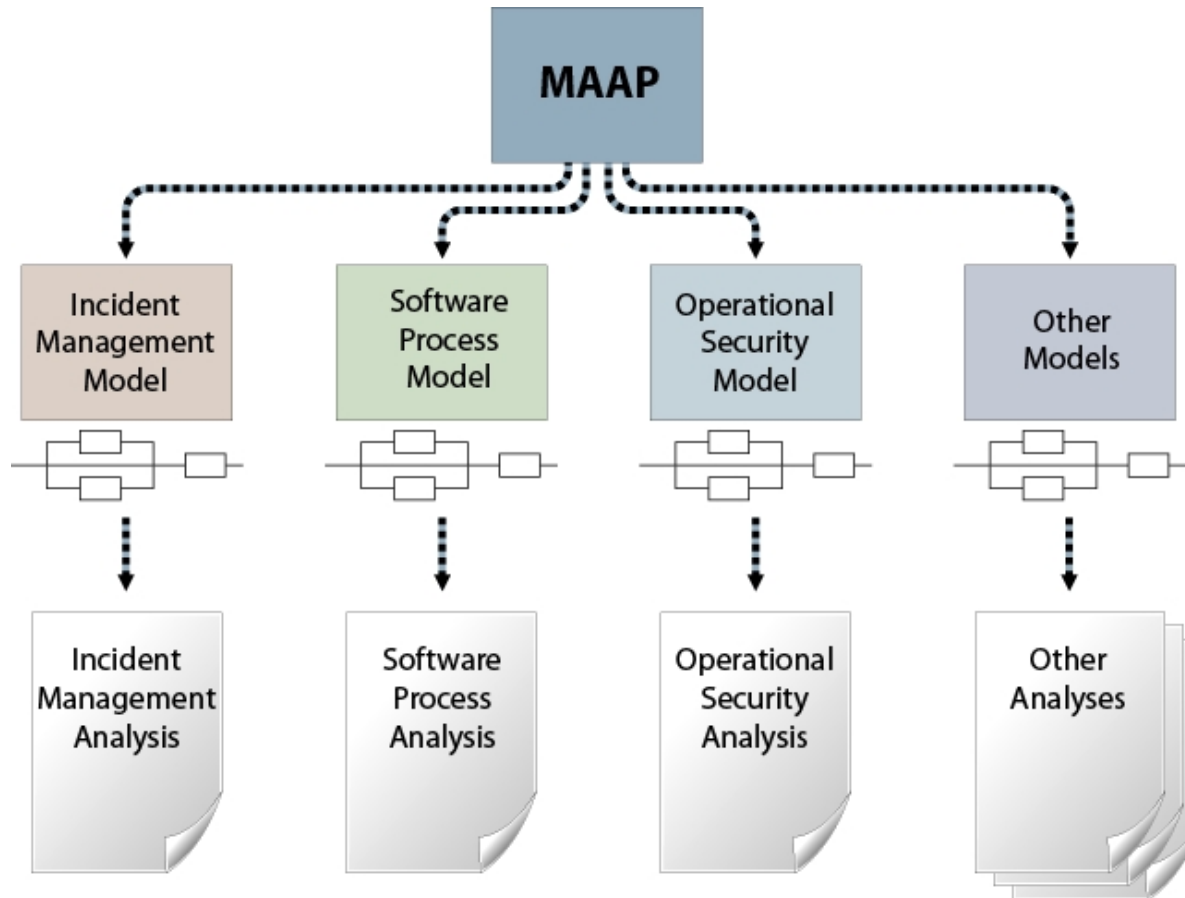 MAAP
Incident
Management
Model
Software
Process
Model
Operational
Security
Model
Other
Models
Incident
Management
Analysis
Software
Process
Analysis
Operational
Security
Analysis
Other
Analyses